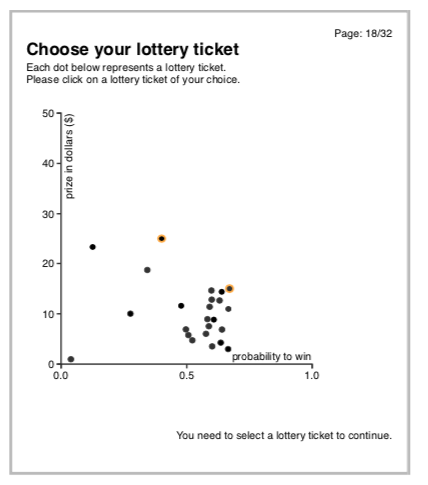 Page: 18/32
Choose your lottery ticket
Each dot below represents a lottery ticket.
Please click on a lottery ticket of your choice.
prize in dollars ($)
50
40
30
20
10
0
probability to win
0.0 0.5 1.0
You need to select a lottery ticket to continue.